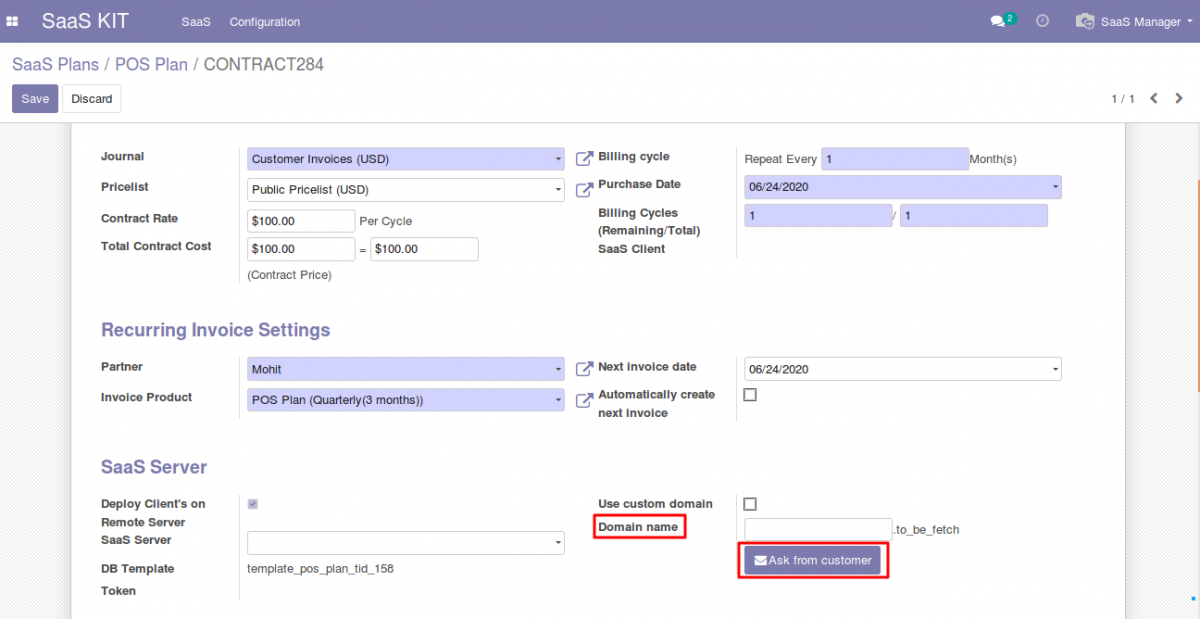 SaaS KIT
SaaS
Configuration
2
SaaS Manager
SaaS Plans / POS Plan / CONTRACT284
Save
Discard
1 / 1
Journal
Customer Invoices (USD)
Pricelist
Public Pricelist (USD)
Contract Rate
$100.00
Per Cycle
Total Contract Cost
$100.00 = $100.00
(Contract Price)
Billing cycle
Repeat Every 1 Month(s)
Purchase Date
06/24/2020
Billing Cycles
(Remaining/Total)
1 / 1
SaaS Client
Recurring Invoice Settings
Partner
Mohit
Invoice Product
POS Plan (Quarterly(3 months))
Next invoice date
06/24/2020
Automatically create
next invoice
SaaS Server
Deploy Client's on
Remote Server
SaaS Server
DB Template
template_pos_plan_tid_158
Token
Use custom domain
Domain name
.to_be_fetch
Ask from customer